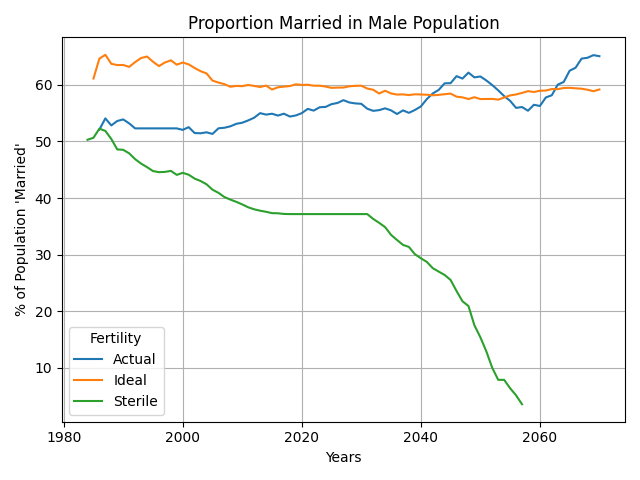 Proportion Married in Male Population
% of Population 'Married'
60
50
40
30
20
10
Fertility
Actual
Ideal
Sterile
1980 2000 2020 2040 2060
Years